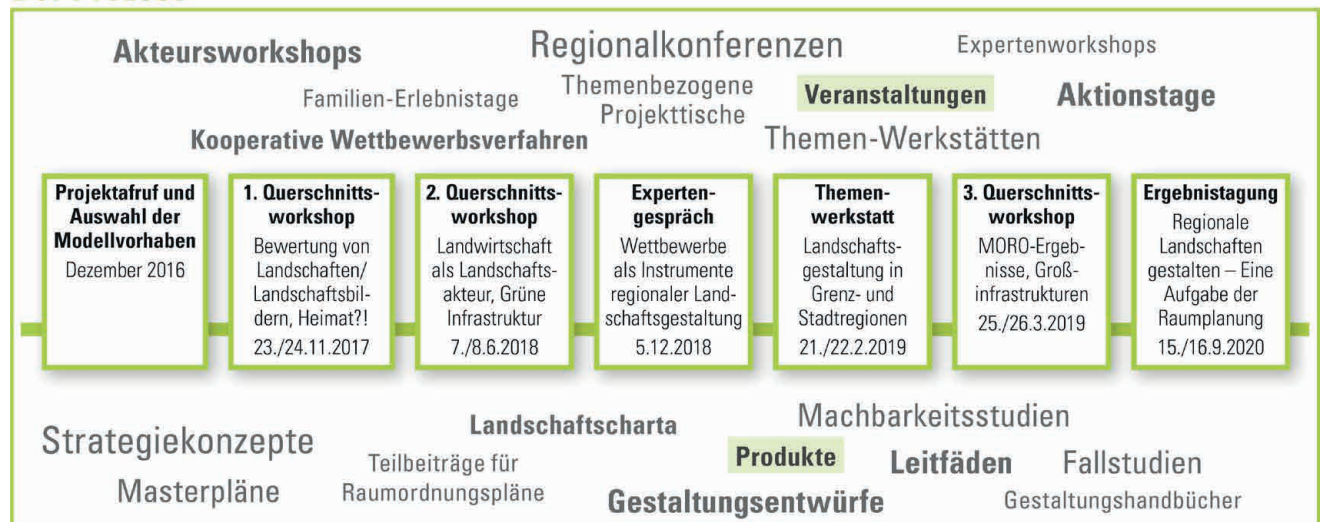 Akteursworkshops
Regionalkonferenzen
Expertenworkshops
Familien-Erlebnistage
Themenbezogene
Projekttische
Veranstaltungen
Aktionstage
Kooperative Wettbewerbsverfahren
Themen-Werkstätten
Projektafruf und
Auswahl der
Modellvorhaben
Dezember 2016
1. Querschnitts-
workshop
Bewertung von
Landschaften/
Landschaftsbil-
dern, Heimat?!
23./24.11.2017
2. Querschnitts-
workshop
Landwirtschaft
als Landschafts-
akteur, Grüne
Infrastruktur
7./8.6.2018
Experten-
gespräch
Wettbewerbe
als Instrumente
regionaler Land-
schaftsgestaltung
5.12.2018
Themen-
werkstatt
Landschafts-
gestaltung in
Grenz- und
Stadtregionen
21./22.2.2019
3. Querschnitts-
workshop
MORO-Ergeb-
nisse, Groß-
infrastrukturen
25./26.3.2019
Ergebnistagung
Regionale
Landschaften
gestalten – Eine
Aufgabe der
Raumplanung
15./16.9.2020
Strategiekonzepte
Landschaftscharta
Machbarkeitsstudien
Masterpläne
Teilbeiträge für
Raumordnungspläne
Produkte
Leitfäden
Fallstudien
Gestaltungsentwürfe
Gestaltungshandbücher